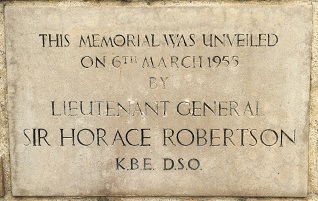 THIS MEMORIAL WAS UNVEILED
ON 6TH MARCH 1955
BY
LIEUTENANT GENERAL
SIR HORACE ROBERTSON
K.B.E. D.S.O.